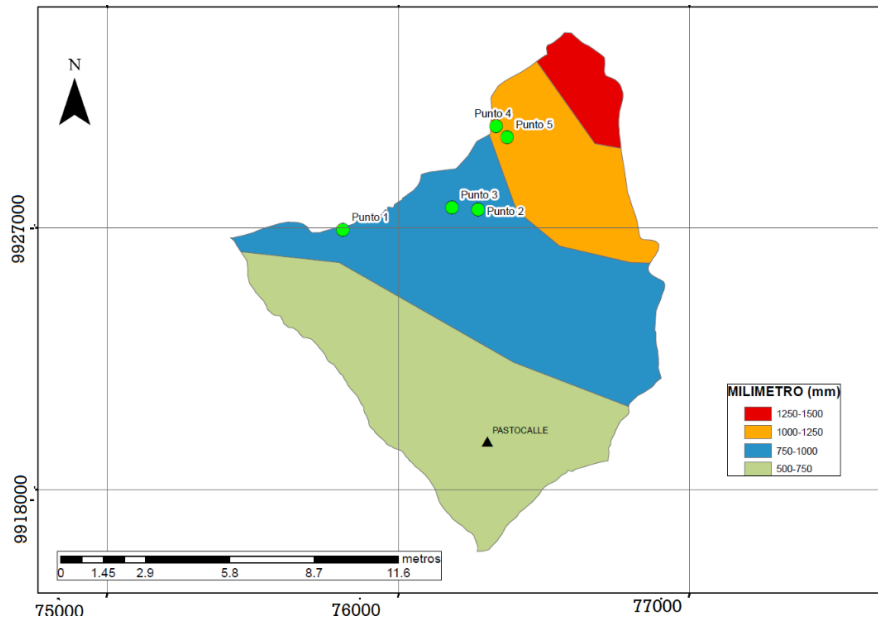 N
Punto 4
Punto 5
Punto 3
Punto 2
Punto 1
9927000
9918000
PASTOCALLE
MILIMETRO (mm)
1250-1500
1000-1250
750-1000
500-750
metros
0 1.45 2.9 5.8 8.7 11.6
75000 76000 77000